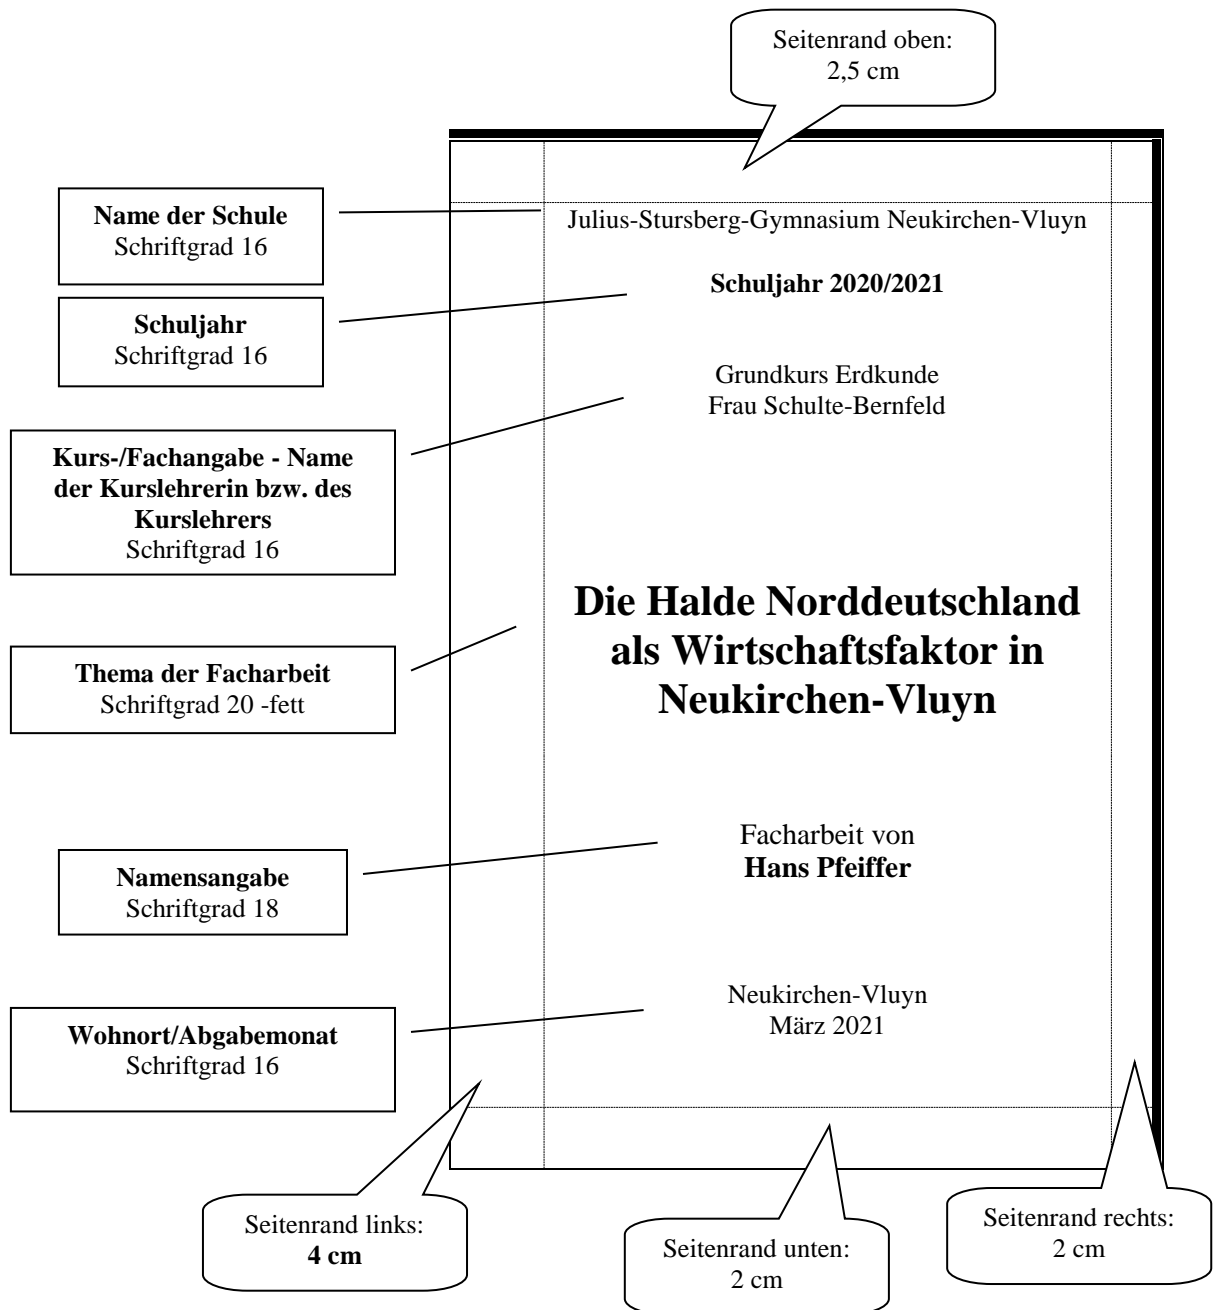 Seitenrand oben:
2,5 cm
Name der Schule
Schriftgrad 16
Julius-Stursberg-Gymnasium Neukirchen-Vluyn
Schuljahr 2020/2021
Schuljahr
Schriftgrad 16
Grundkurs Erdkunde
Frau Schulte-Bernfeld
Kurs-/Fachangabe - Name
der Kurslehrerin bzw. des
Kurslehrers
Schriftgrad 16
Die Halde Norddeutschland
als Wirtschaftsfaktor in
Neukirchen-Vluyn
Thema der Facharbeit
Schriftgrad 20 -fett
Facharbeit von
Hans Pfeiffer
Namensangabe
Schriftgrad 18
Neukirchen-Vluyn
März 2021
Wohnort/Abgabemonat
Schriftgrad 16
Seitenrand links:
4 cm
Seitenrand unten:
2 cm
Seitenrand rechts:
2 cm